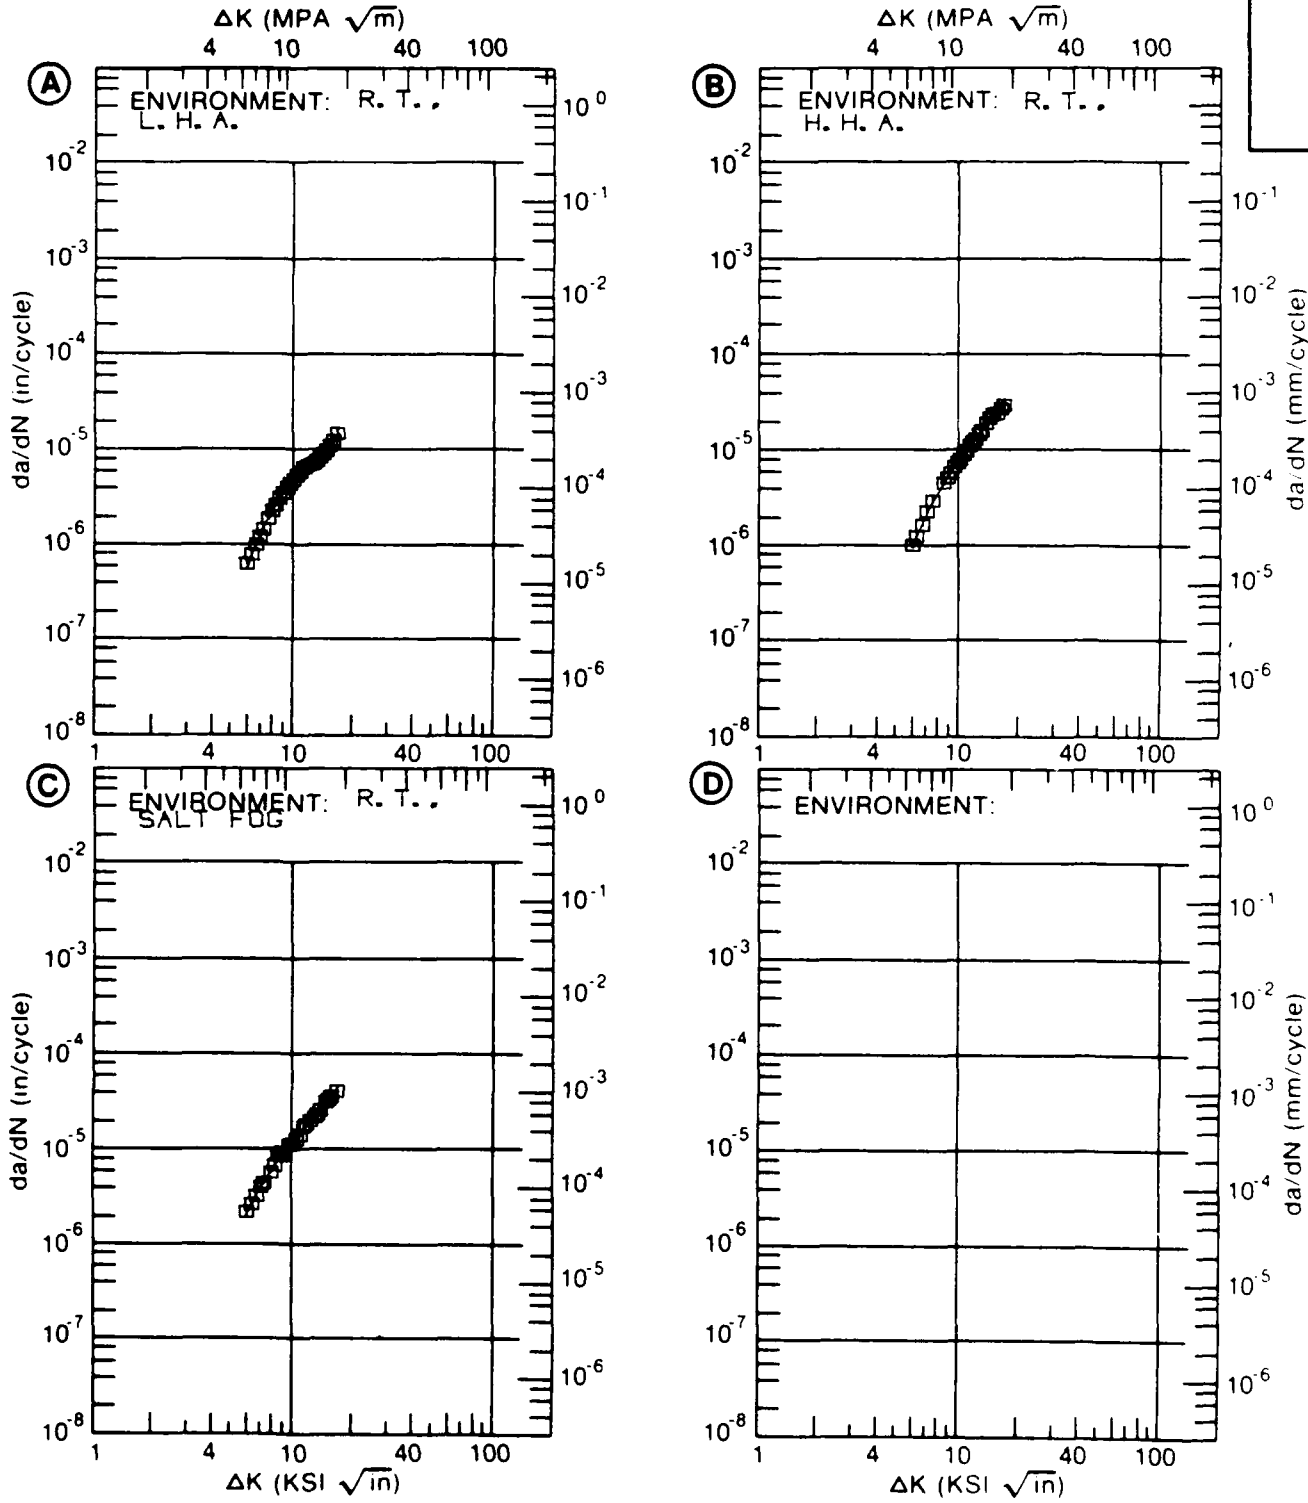 ΔK (MPA √m)
4 10 40 100
A
ENVIRONMENT: R. T. ,
L. H. A.
10^0
10^-2
10^-1
10^-3
10^-2
10^-4
10^-3
10^-5
10^-4
10^-6
10^-5
10^-7
10^-6
10^-8
1 4 10 40 100
da/dN (in/cycle)
ΔK (MPA √m)
4 10 40 100
B
ENVIRONMENT: R. T. ,
H. H. A.
10^-2
10^-1
10^-3
10^-2
10^-4
10^-3
10^-5
10^-4
10^-6
10^-5
10^-7
10^-6
10^-8
1 4 10 40 100
da/dN (mm/cycle)
C
ENVIRONMENT: R. T. ,
SALT FOG
10^0
10^-2
10^-1
10^-3
10^-2
10^-4
10^-3
10^-5
10^-4
10^-6
10^-5
10^-7
10^-6
10^-8
1 4 10 40 100
da/dN (in/cycle)
ΔK (KSI √in)
D
ENVIRONMENT:
10^0
10^-2
10^-1
10^-3
10^-2
10^-4
10^-3
10^-5
10^-4
10^-6
10^-5
10^-7
10^-6
10^-8
1 4 10 40 100
da/dN (mm/cycle)
ΔK (KSI √in)